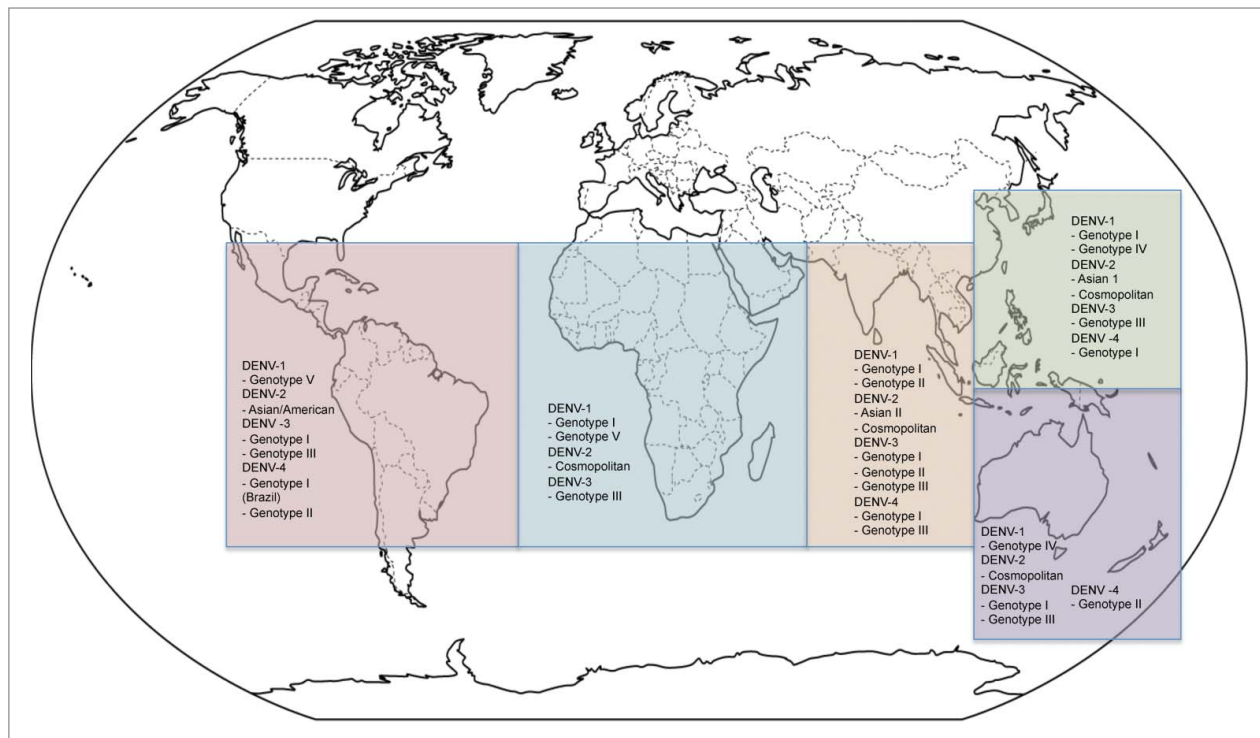 DENV-1
- Genotype V
DENV-2
- Asian/American
DENV -3
- Genotype I
- Genotype III
DENV-4
- Genotype I
(Brazil)
- Genotype II
DENV-1
- Genotype I
- Genotype V
DENV-2
- Cosmopolitan
DENV-3
- Genotype III
DENV-1
- Genotype I
- Genotype II
DENV-2
- Asian II
- Cosmopolitan
DENV-3
- Genotype I
- Genotype II
- Genotype III
DENV-4
- Genotype I
- Genotype III
DENV-1
- Genotype I
- Genotype IV
DENV-2
- Asian 1
- Cosmopolitan
DENV-3
- Genotype III
DENV -4
- Genotype I
DENV-1
- Genotype IV
DENV-2
- Cosmopolitan
DENV-3
- Genotype I
- Genotype III
DENV -4
- Genotype II